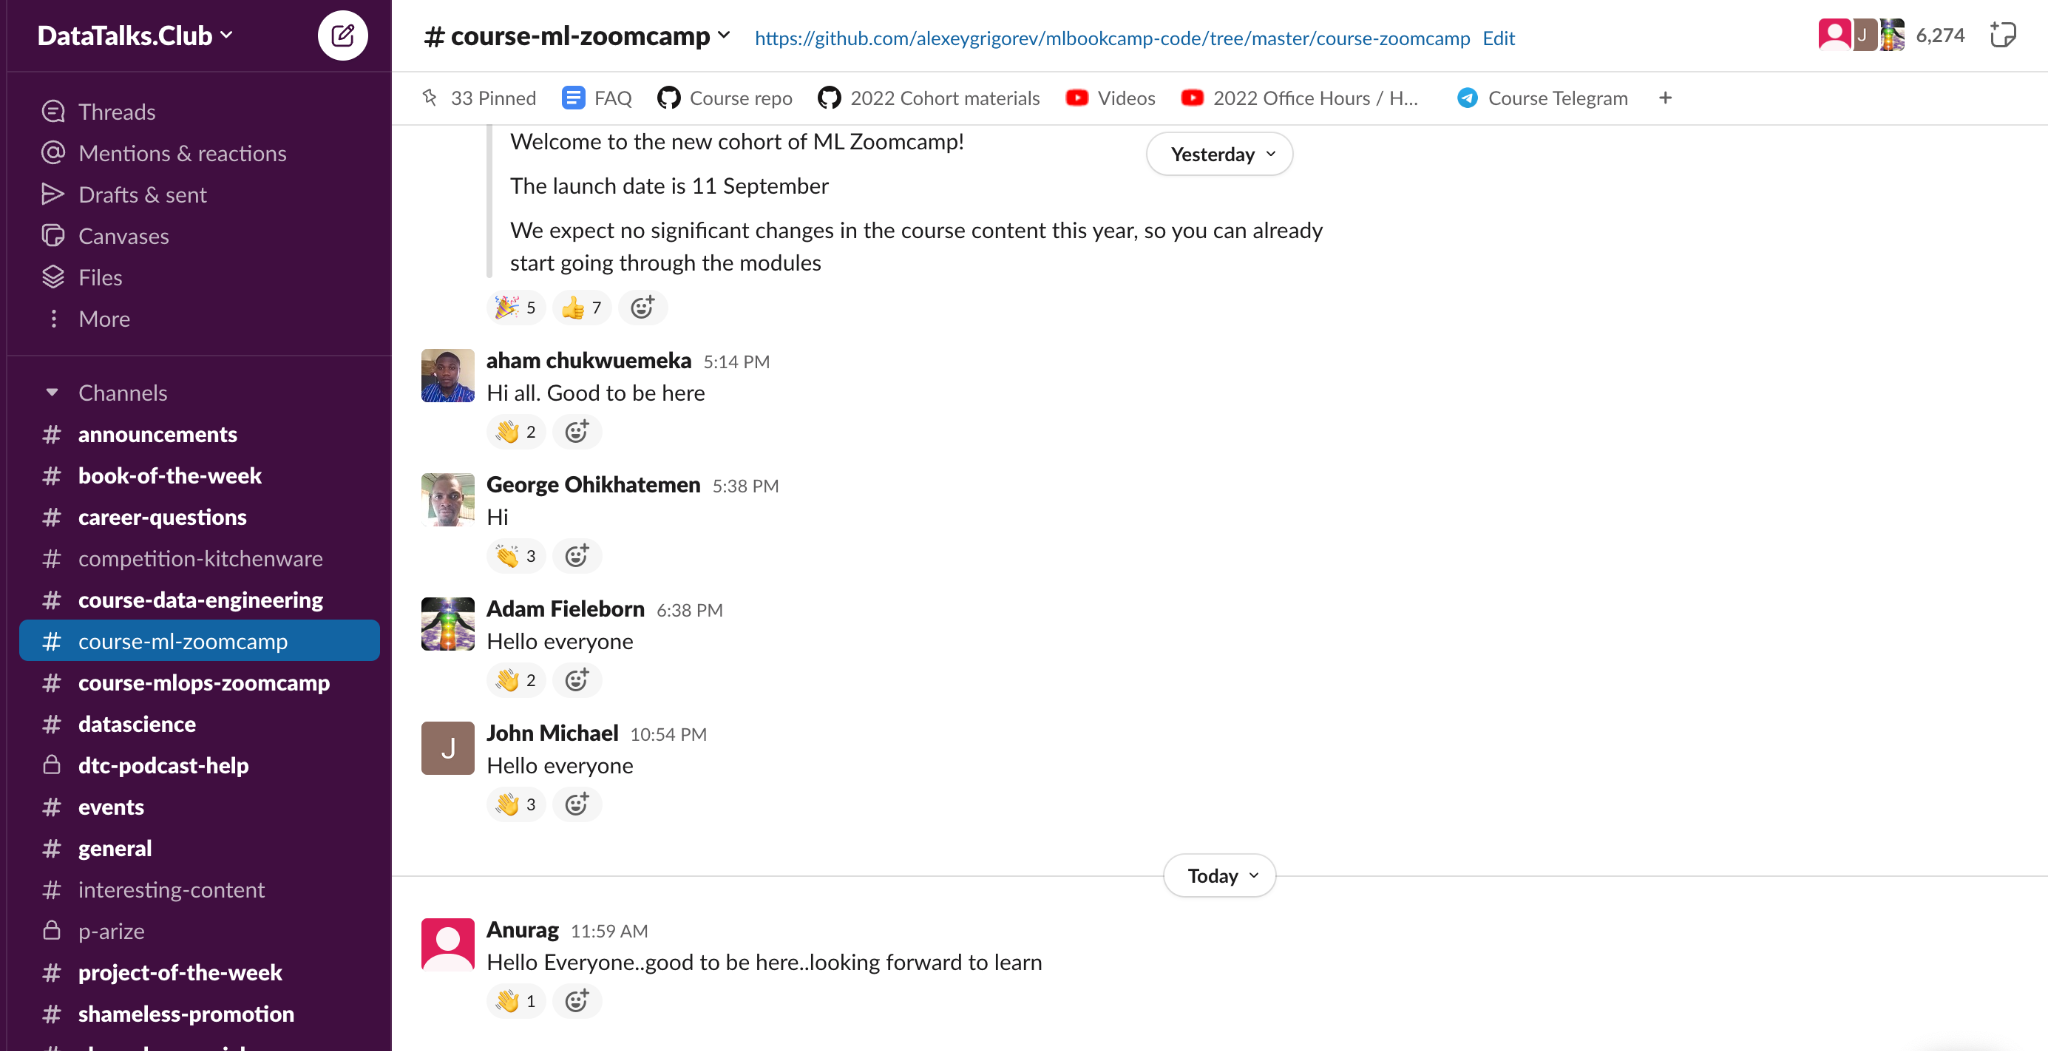 DataTalks.Club
Threads
Mentions & reactions
Drafts & sent
Canvases
Files
More
Channels
# announcements
# book-of-the-week
# career-questions
# competition-kitchenware
# course-data-engineering
# course-ml-zoomcamp
# course-mlops-zoomcamp
# datascience
dtc-podcast-help
# events
# general
# interesting-content
p-arize
# project-of-the-week
# shameless-promotion
# course-ml-zoomcamp https://github.com/alexeygrigorev/mlbookcamp-code/tree/master/course-zoomcamp Edit
J 6,274
33 Pinned FAQ Course repo 2022 Cohort materials Videos 2022 Office Hours / H... Course Telegram +
Yesterday
Welcome to the new cohort of ML Zoomcamp!
The launch date is 11 September
We expect no significant changes in the course content this year, so you can already
start going through the modules
5 7
aham chukwuemeka 5:14 PM
Hi all. Good to be here
2
George Ohikhatemen 5:38 PM
Hi
3
Adam Fieleborn 6:38 PM
Hello everyone
2
J
John Michael 10:54 PM
Hello everyone
3
Today
Anurag 11:59 AM
Hello Everyone..good to be here..looking forward to learn
1